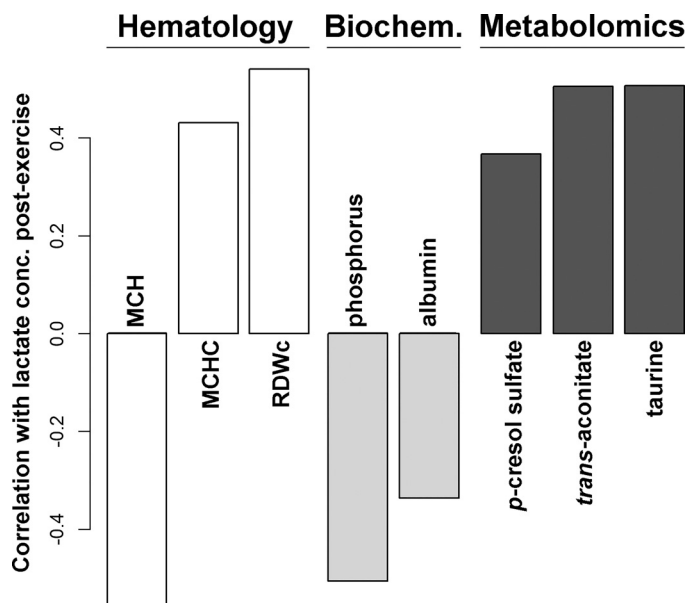 Hematology
Biochem.
Metabolomics
Correlation with lactate conc. post-exercise
0.4
0.2
0.0
-0.2
-0.4
MCH
MCHC
RDWc
phosphorus
albumin
p-cresol sulfate
trans-aconitate
taurine